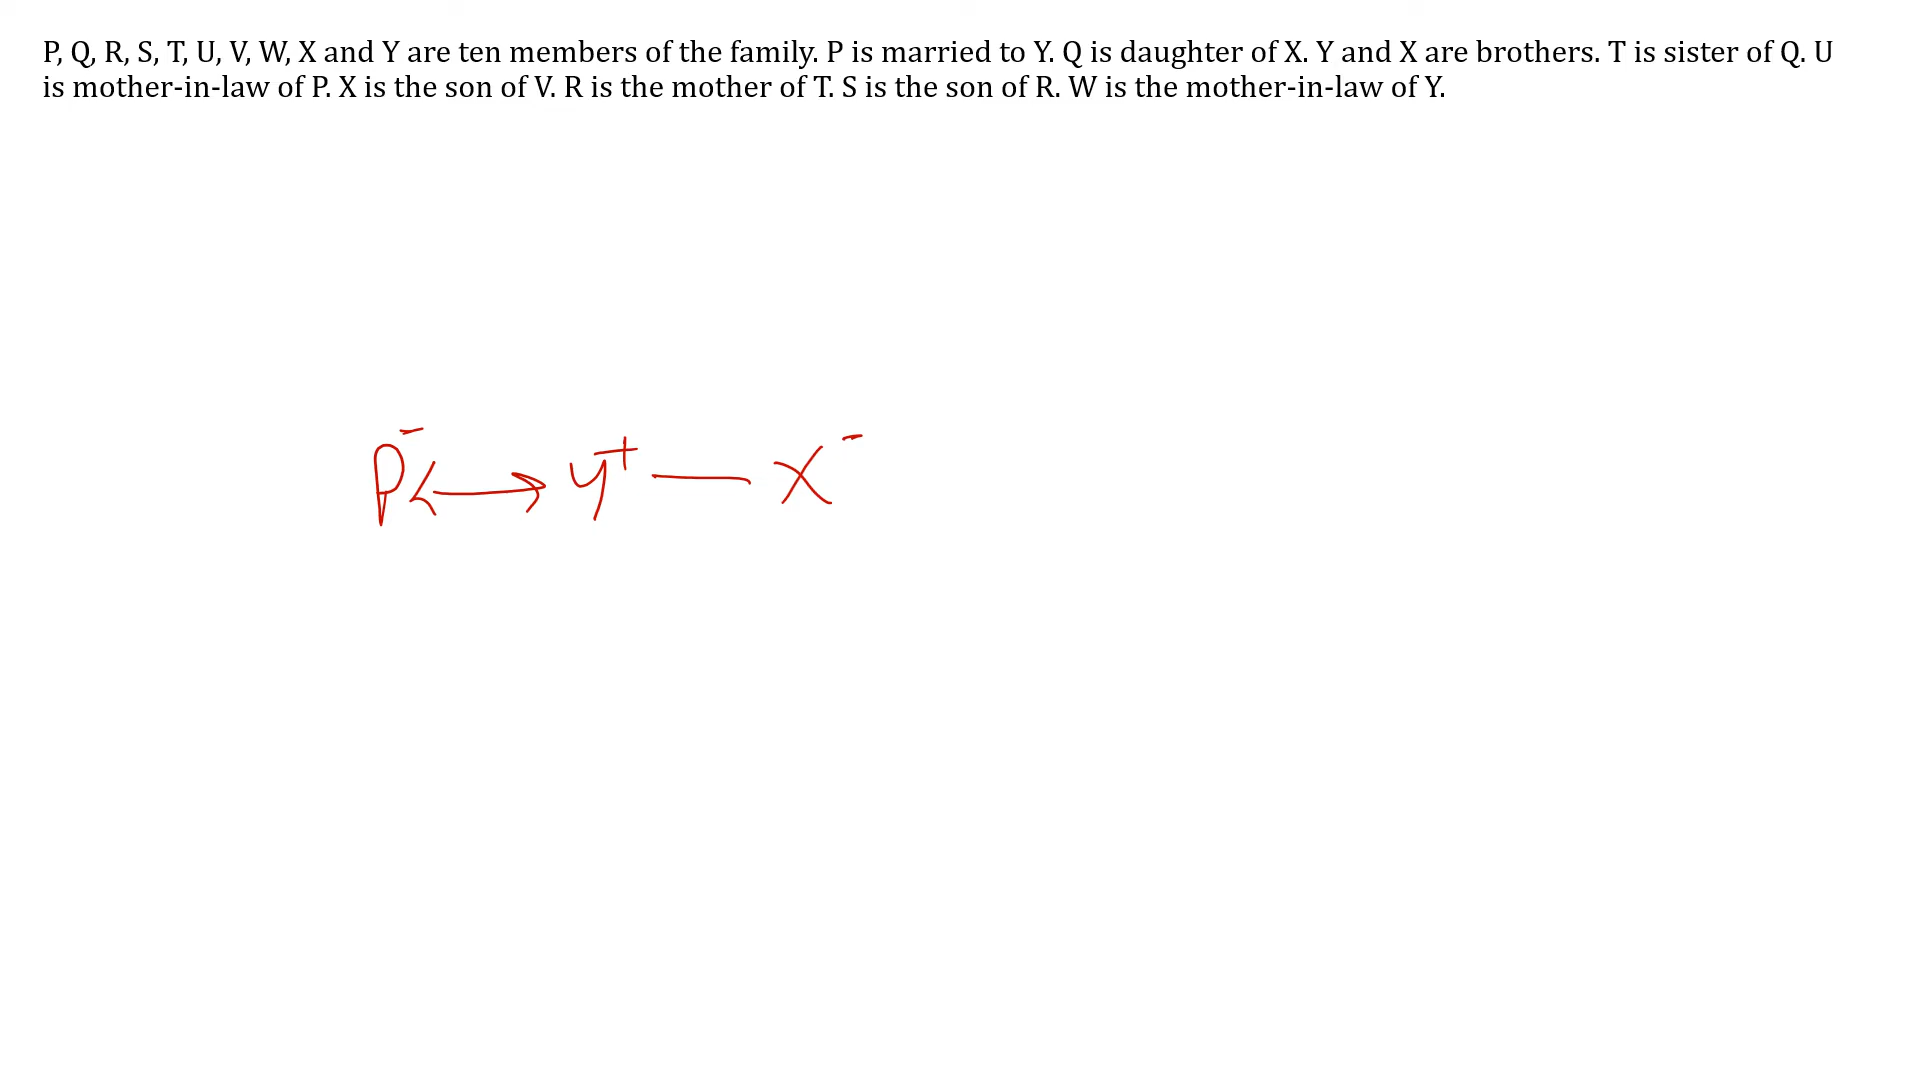 P, Q, R, S, T, U, V, W, X and Y are ten members of the family. P is married to Y. Q is daughter of X. Y and X are brothers. T is sister of Q. U
is mother-in-law of P. X is the son of V. R is the mother of T. S is the son of R. W is the mother-in-law of Y.
P⁻ ↔ Y⁺ — X⁻